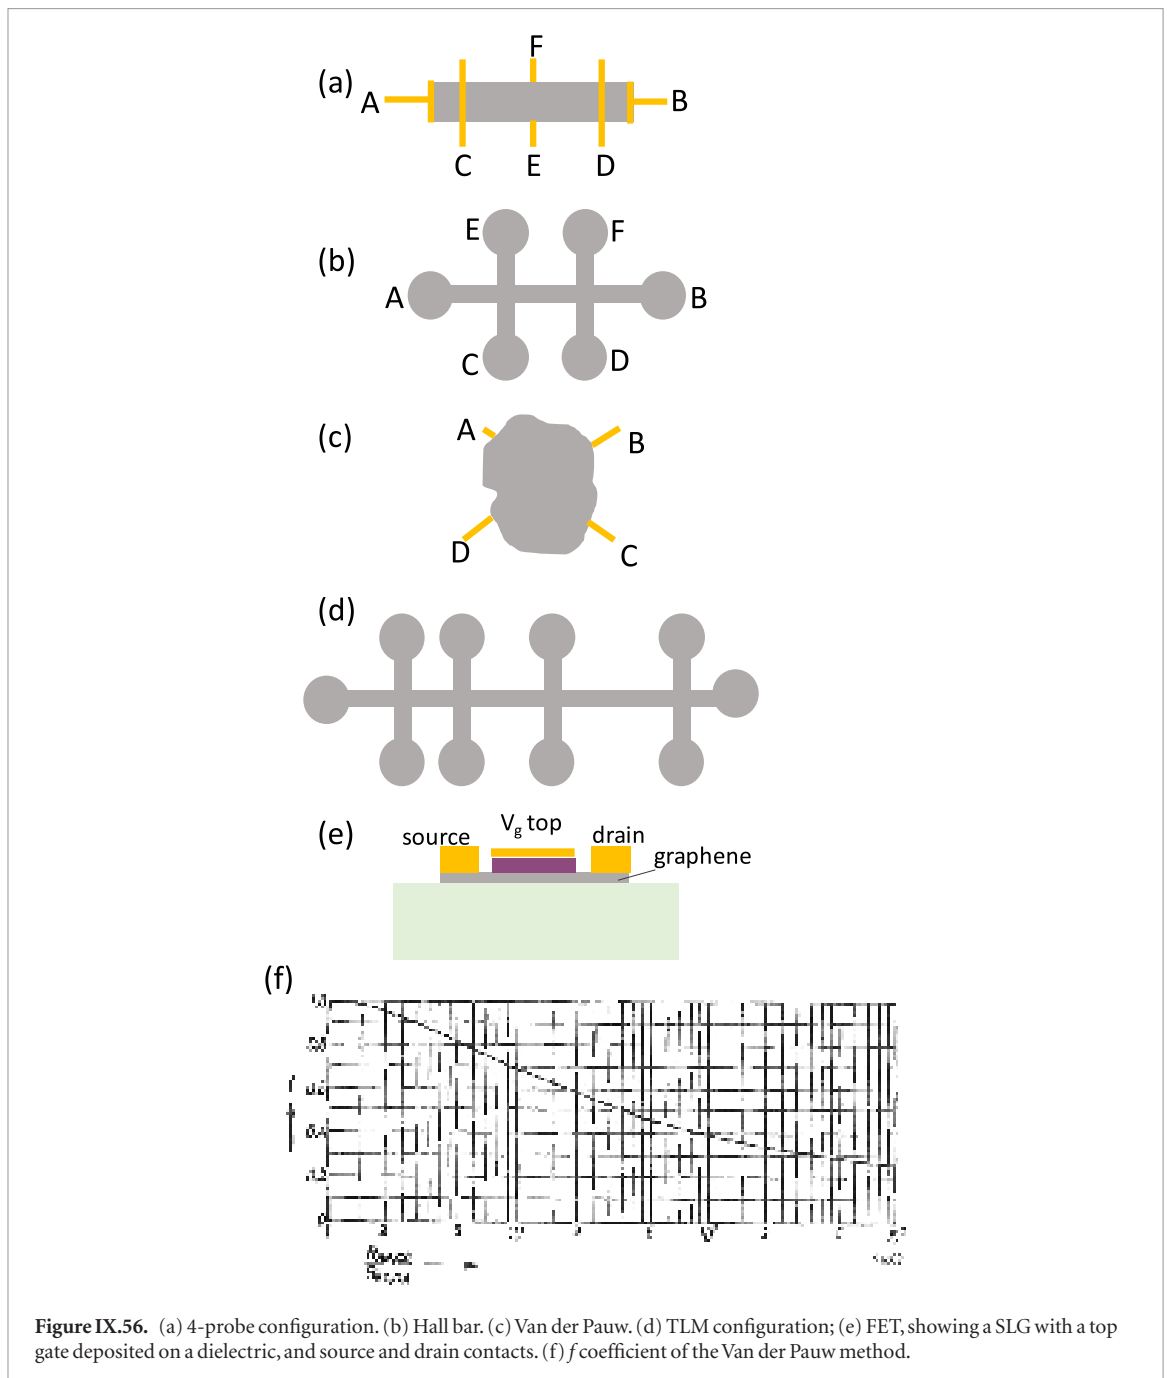 (a)
F
A
B
C
E
D
(b)
E
F
A
B
C
D
(c)
A
B
D
C
(d)
(e)
source
Vg top
drain
graphene
(f)
Figure IX.56. (a) 4-probe configuration. (b) Hall bar. (c) Van der Pauw. (d) TLM configuration; (e) FET, showing a SLG with a top
gate deposited on a dielectric, and source and drain contacts. (f) f coefficient of the Van der Pauw method.